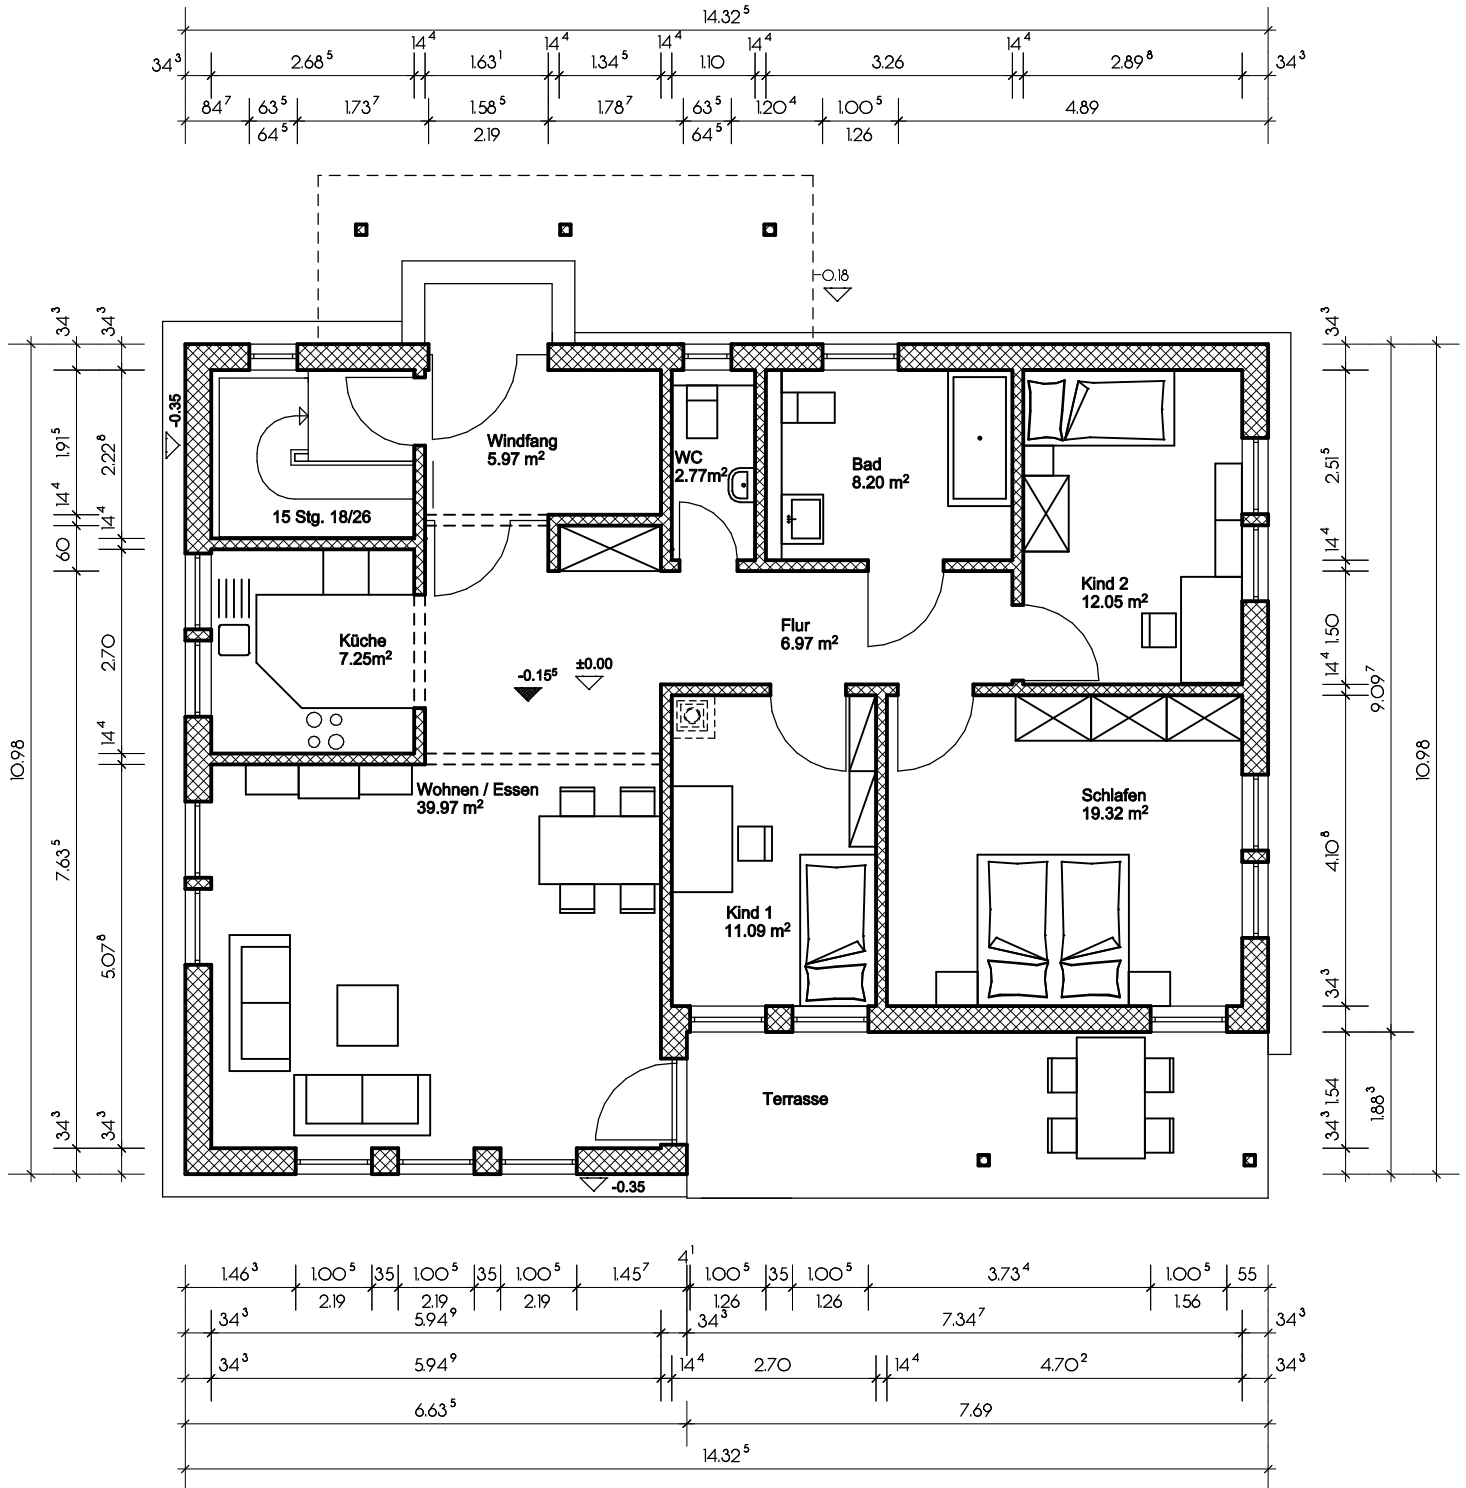 14.32⁵
14⁴ 14⁴ 14⁴ 14⁴ 14⁴
34³ 2.68⁵ 1.63¹ 1.34⁵ 1.10 3.26 2.89⁸ 34³
84⁷ 63⁵ 1.73⁷ 1.58⁵ 1.78⁷ 63⁵ 1.20⁴ 1.00⁵ 4.89
64⁵ 2.19 64⁵ 1.26
-0.18
34³ 34³ 34³
-0.35
1.91⁵ 2.22⁸ 2.51⁵
Windfang
5.97 m²
WC
2.77m²
Bad
8.20 m²
14⁴ 14⁴ 14⁴
15 Stg. 18/26
60
Kind 2
12.05 m²
Küche
7.25m²
Flur
6.97 m²
2.70 1.50
-0.15⁵ ±0.00
14⁴ 14⁴
9.09⁷
10.98 10.98
Wohnen / Essen
39.97 m²
Schlafen
19.32 m²
7.63⁵ 4.10⁸
Kind 1
11.09 m²
5.07⁸
34³
Terrasse
1.54
1.88³
34³ 34³ 34³
-0.35
4¹
1.46³ 1.00⁵ 35 1.00⁵ 35 1.00⁵ 1.45⁷ 1.00⁵ 35 1.00⁵ 3.73⁴ 1.00⁵ 55
2.19 2.19 2.19 1.26 1.26 1.56
34³ 5.94⁹ 34³ 7.34⁷ 34³
34³ 5.94⁹ 14⁴ 2.70 14⁴ 4.70² 34³
6.63⁵ 7.69
14.32⁵